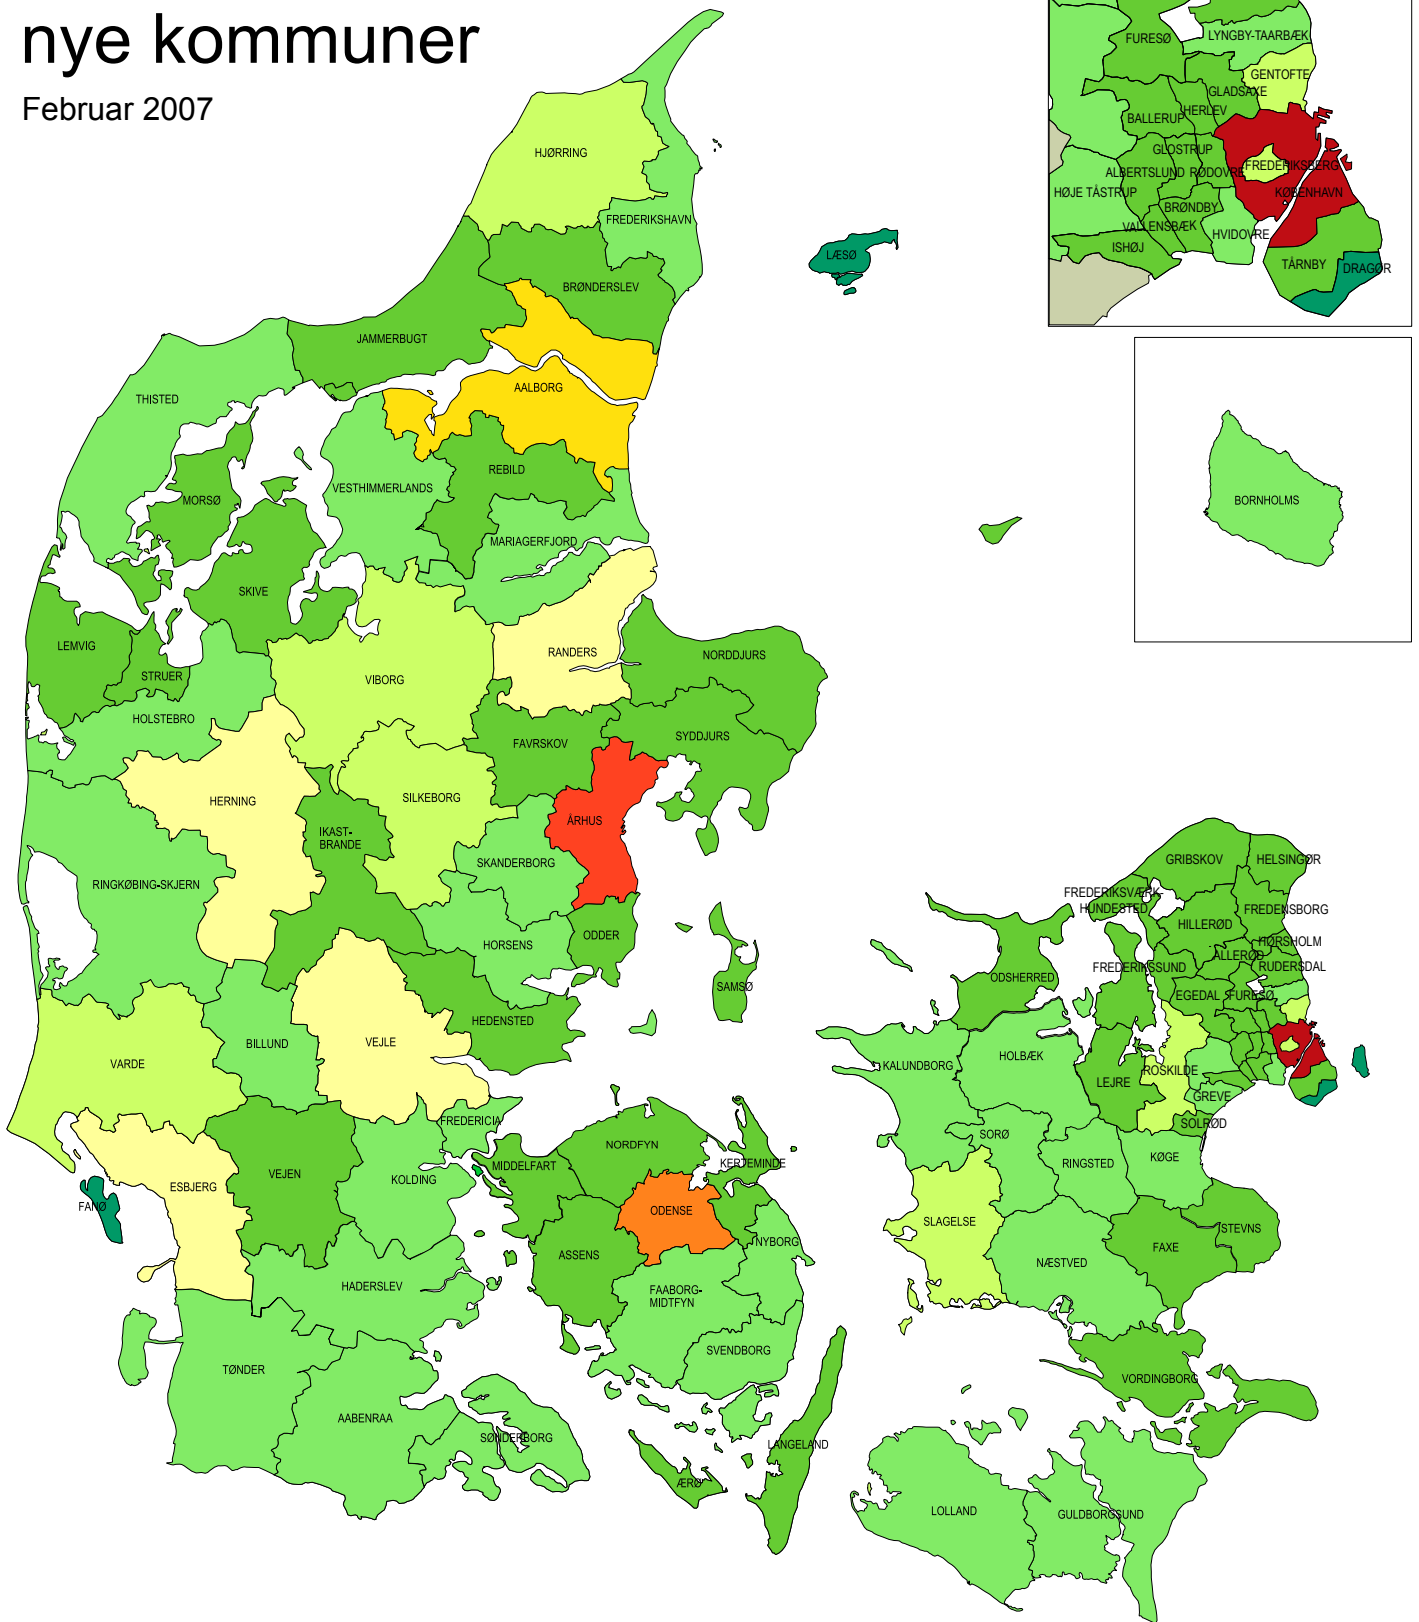 nye kommuner
Februar 2007
FURESØ
LYNGBY-TAARBÆK
GENTOFTE
GLADSAXE
HERLEV
BALLERUP
GLOSTRUP
FREDERIKSBERG
ALBERTSLUND
RØDOVRE
HØJE TÅSTRUP
KØBENHAVN
BRØNDBY
VALLENSBÆK
HVIDOVRE
ISHØJ
TÅRNBY
DRAGØR
HJØRRING
FREDERIKSHAVN
LÆSØ
BRØNDERSLEV
JAMMERBUGT
AALBORG
THISTED
REBILD
VESTHIMMERLANDS
MORSØ
BORNHOLMS
MARIAGERFJORD
SKIVE
LEMVIG
RANDERS
NORDDJURS
STRUER
VIBORG
HOLSTEBRO
SYDDJURS
FAVRSKOV
HERNING
SILKEBORG
ÅRHUS
IKAST-
BRANDE
SKANDERBORG
RINGKØBING-SKJERN
GRIBSKOV
HELSINGØR
FREDERIKSVÆRK-
HUNDESTED
FREDENSBORG
HILLERØD
ODDER
HORSENS
HØRSHOLM
ALLERØD
FREDERIKSSUND
RUDERSDAL
ODSHERRED
SAMSØ
EGEDAL
FURESØ
HEDENSTED
BILLUND
VEJLE
VARDE
HOLBÆK
KALUNDBORG
ROSKILDE
LEJRE
GREVE
FREDERICIA
SOLRØD
SORØ
NORDFYN
KERTEMINDE
MIDDELFART
RINGSTED
KØGE
VEJEN
KOLDING
ESBJERG
FANØ
ODENSE
SLAGELSE
STEVNS
NYBORG
FAXE
ASSENS
NÆSTVED
HADERSLEV
FAABORG-
MIDTFYN
SVENDBORG
TØNDER
VORDINGBORG
AABENRAA
SØNDERBORG
LANGELAND
ÆRØ
LOLLAND
GULDBORGSUND